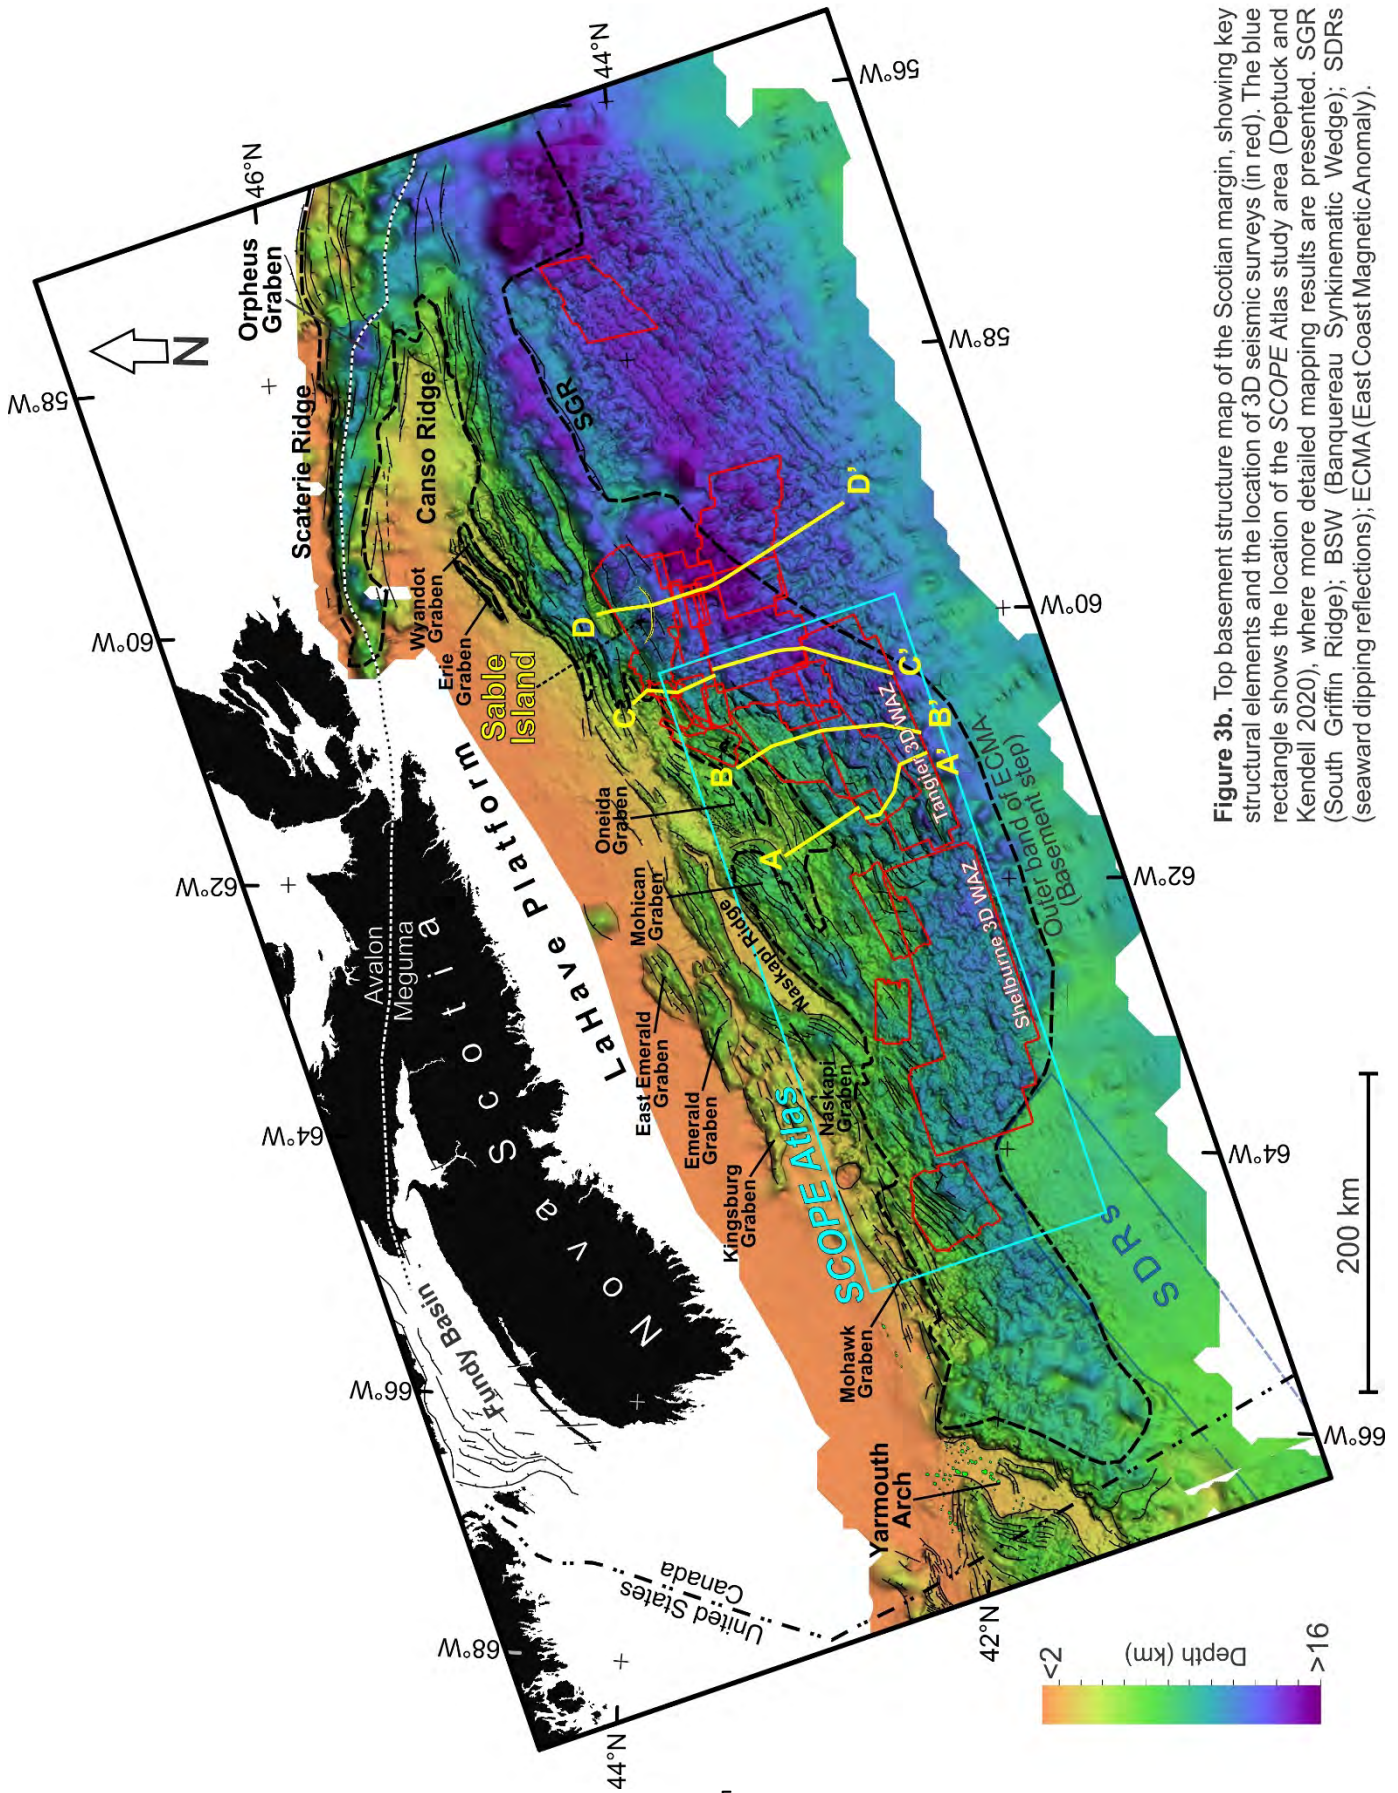 46°N
44°N
56°W
58°W
58°W
60°W
60°W
62°W
62°W
64°W
64°W
66°W
66°W
68°W
44°N
42°N
N
Orpheus
Graben
Scaterie Ridge
Canso Ridge
SGR
Wyandot
Graben
Erie
Graben
Sable
Island
D
D'
C
C'
B
B'
A
A'
Oneida
Graben
Mohican
Graben
Naskapi Ridge
East Emerald
Graben
Emerald
Graben
Naskapi
Graben
Kingsburg
Graben
SCOPE Atlas
Mohawk
Graben
Yarmouth
Arch
LaHave Platform
Avalon
Meguma
Nova Scotia
Fundy Basin
United States
Canada
Tangier 3D WAZ
Shelburne 3D WAZ
Outer band of ECMA
(Basement step)
SDRs
200 km
<2
Depth (km)
>16
Figure 3b. Top basement structure map of the Scotian margin, showing key
structural elements and the location of 3D seismic surveys (in red). The blue
rectangle shows the location of the SCOPE Atlas study area (Deptuck and
Kendell 2020), where more detailed mapping results are presented. SGR
(South Griffin Ridge); BSW (Banquereau Synkinematic Wedge); SDRs
(seaward dipping reflections); ECMA (East Coast Magnetic Anomaly).